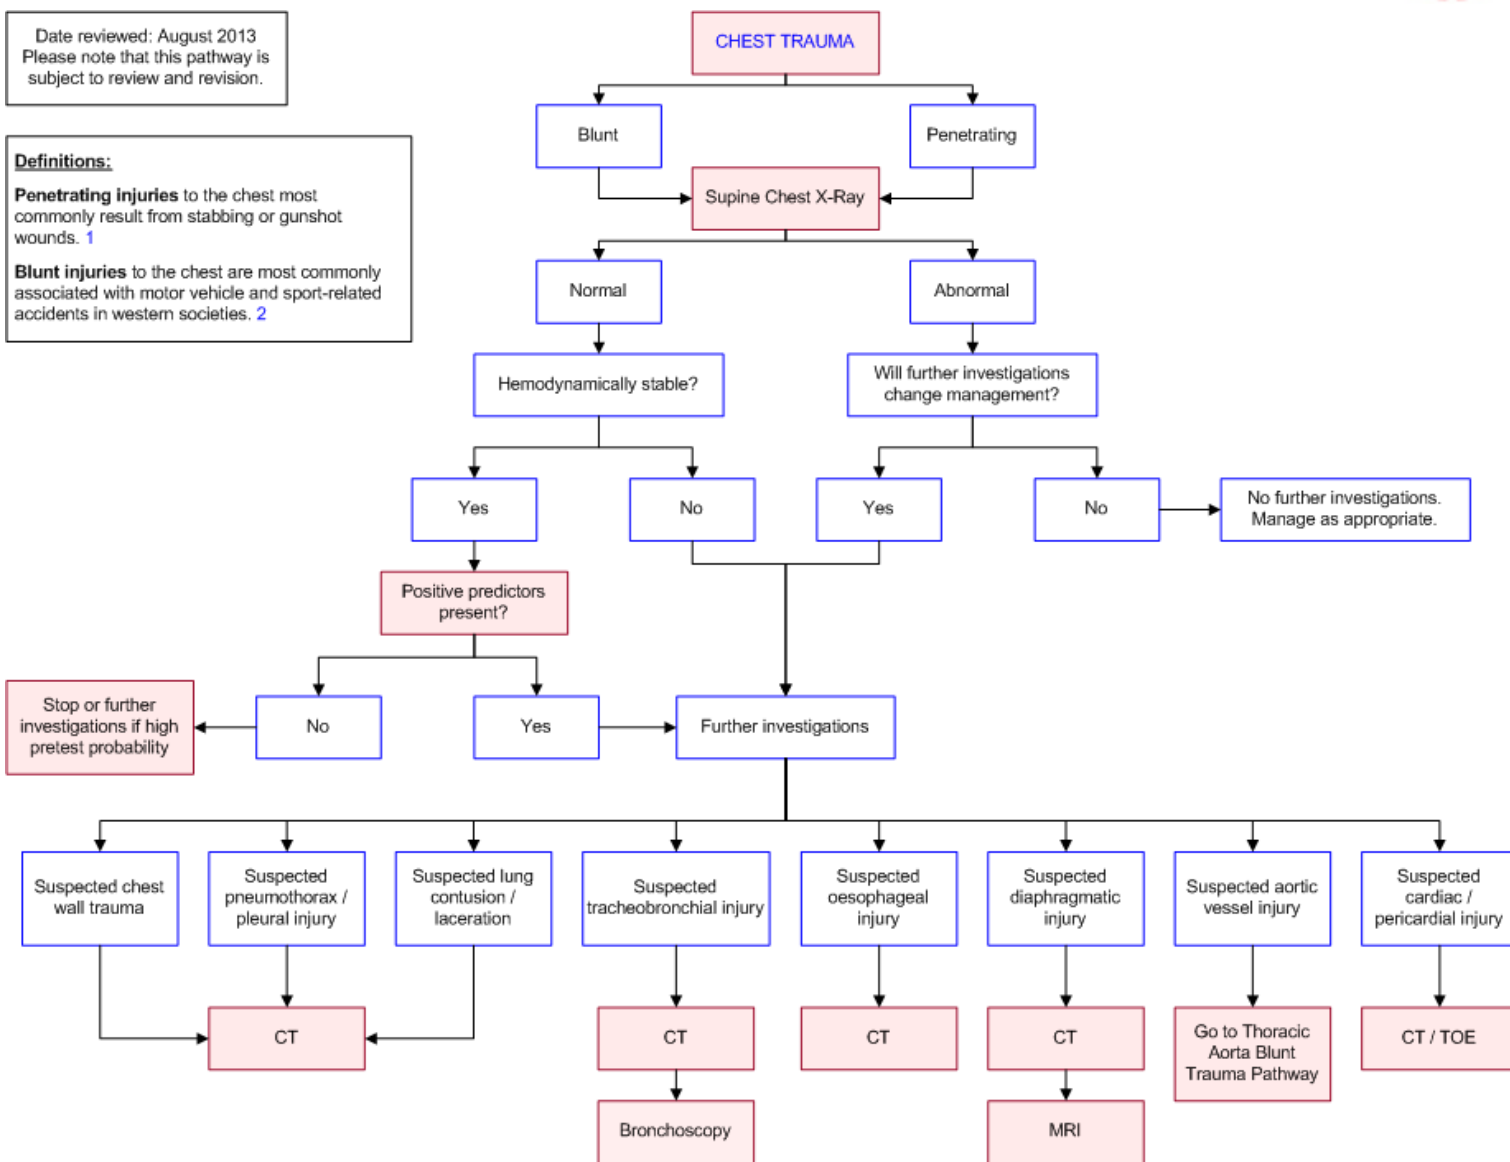 Date reviewed: August 2013
Please note that this pathway is
subject to review and revision.
CHEST TRAUMA
Blunt
Penetrating
Definitions:
Penetrating injuries to the chest most
commonly result from stabbing or gunshot
wounds. 1
Blunt injuries to the chest are most commonly
associated with motor vehicle and sport-related
accidents in western societies. 2
Supine Chest X-Ray
Normal
Abnormal
Hemodynamically stable?
Will further investigations
change management?
Yes
No
Yes
No
No further investigations.
Manage as appropriate.
Positive predictors
present?
Stop or further
investigations if high
pretest probability
No
Yes
Further investigations
Suspected chest
wall trauma
Suspected
pneumothorax /
pleural injury
Suspected lung
contusion /
laceration
Suspected
tracheobronchial injury
Suspected
oesophageal
injury
Suspected
diaphragmatic
injury
Suspected aortic
vessel injury
Suspected
cardiac /
pericardial injury
CT
CT
CT
CT
Go to Thoracic
Aorta Blunt
Trauma Pathway
CT / TOE
Bronchoscopy
MRI